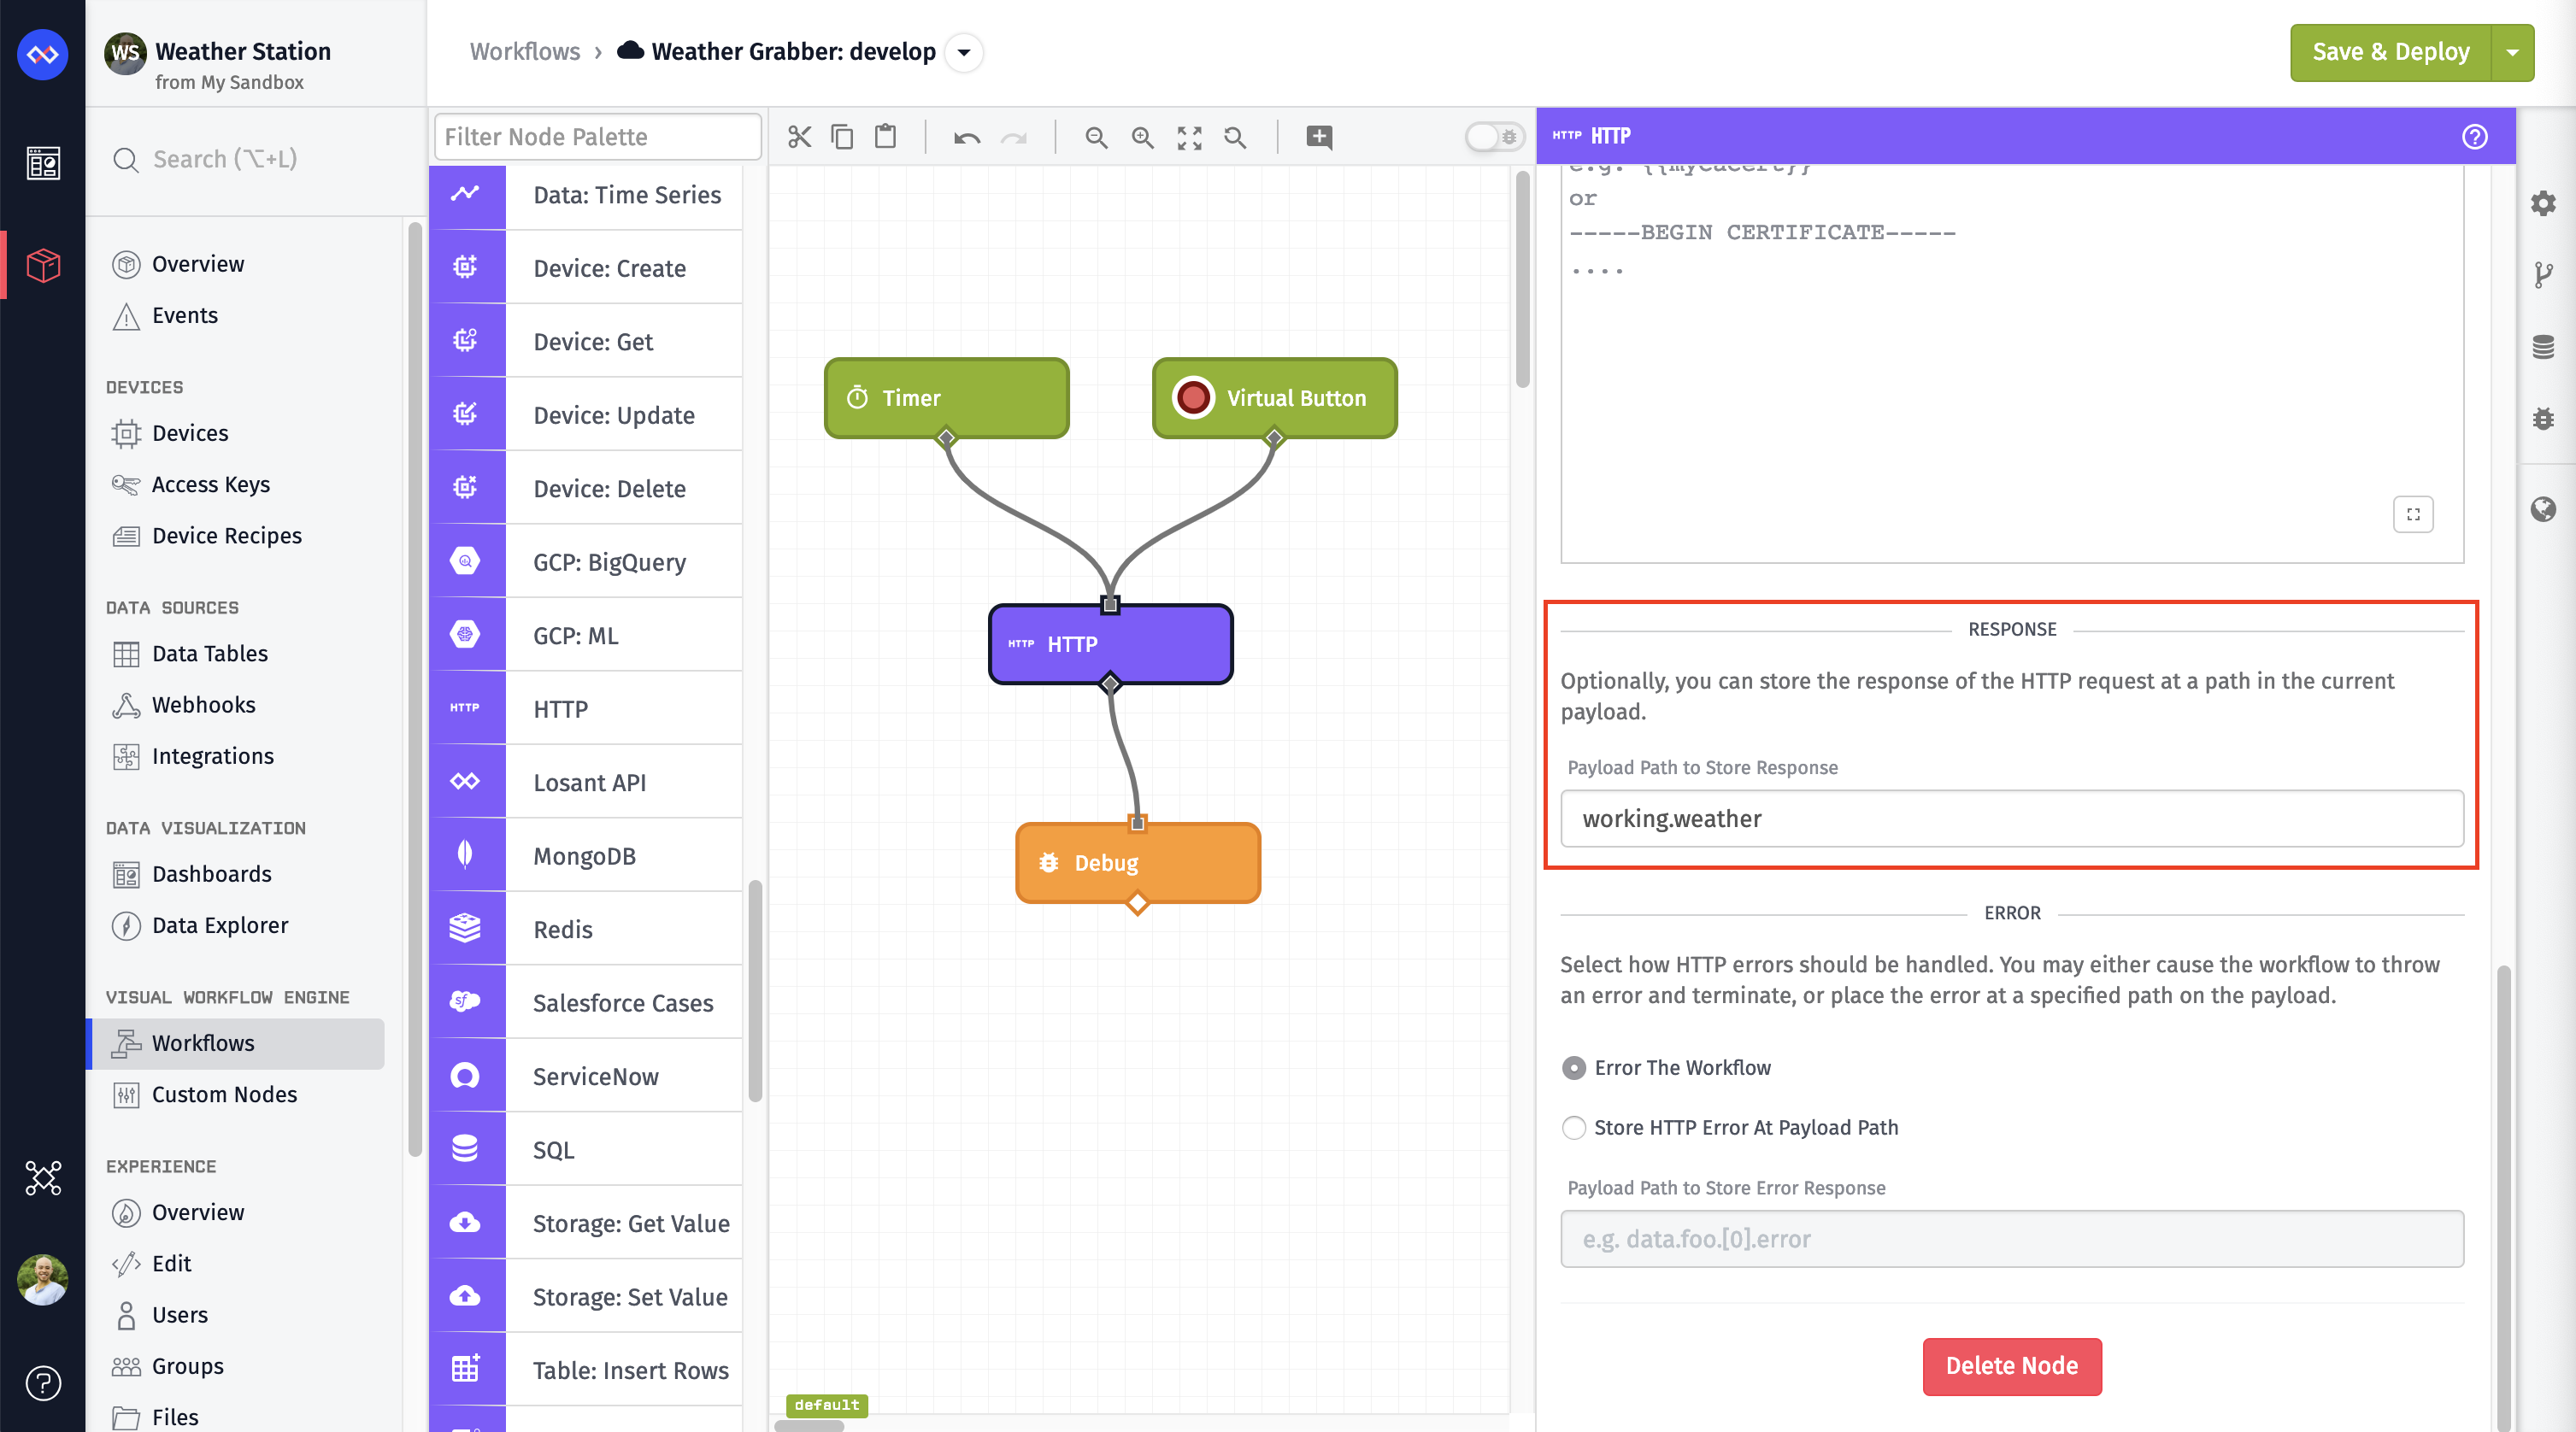 WS
Weather Station
from My Sandbox
Workflows › Weather Grabber: develop
Save & Deploy
Search (⌥+L)
Overview
Events
DEVICES
Devices
Access Keys
Device Recipes
DATA SOURCES
Data Tables
Webhooks
Integrations
DATA VISUALIZATION
Dashboards
Data Explorer
VISUAL WORKFLOW ENGINE
Workflows
Custom Nodes
EXPERIENCE
Overview
Edit
Users
Groups
Files
Filter Node Palette
Data: Time Series
Device: Create
Device: Get
Device: Update
Device: Delete
GCP: BigQuery
GCP: ML
HTTP HTTP
Losant API
MongoDB
Redis
sf Salesforce Cases
ServiceNow
SQL
Storage: Get Value
Storage: Set Value
Table: Insert Rows
Timer
Virtual Button
HTTP HTTP
Debug
default
HTTP HTTP
e.g. {{myCaCert}}
or
-----BEGIN CERTIFICATE-----
....
RESPONSE
Optionally, you can store the response of the HTTP request at a path in the current
payload.
Payload Path to Store Response
working.weather
ERROR
Select how HTTP errors should be handled. You may either cause the workflow to throw
an error and terminate, or place the error at a specified path on the payload.
Error The Workflow
Store HTTP Error At Payload Path
Payload Path to Store Error Response
e.g. data.foo.[0].error
Delete Node